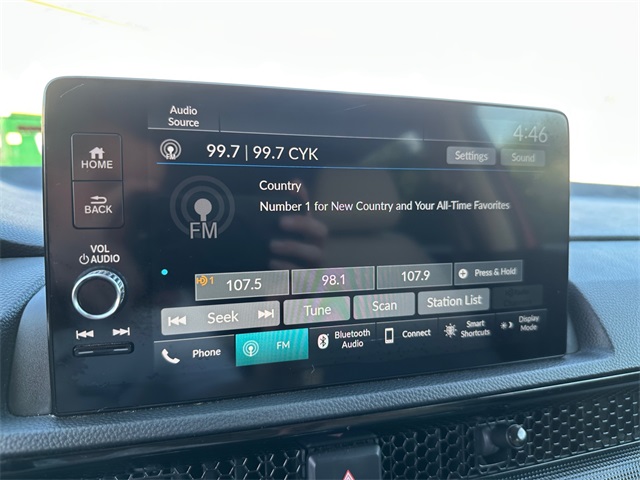 Audio
Source
4:46
HOME
99.7 | 99.7 CYK
Settings
Sound
BACK
Country
Number 1 for New Country and Your All-Time Favorites
FM
VOL
AUDIO
1
107.5
98.1
107.9
Press & Hold
Seek
Tune
Scan
Station List
Phone
FM
Bluetooth
Audio
Connect
Smart
Shortcuts
Display
Mode